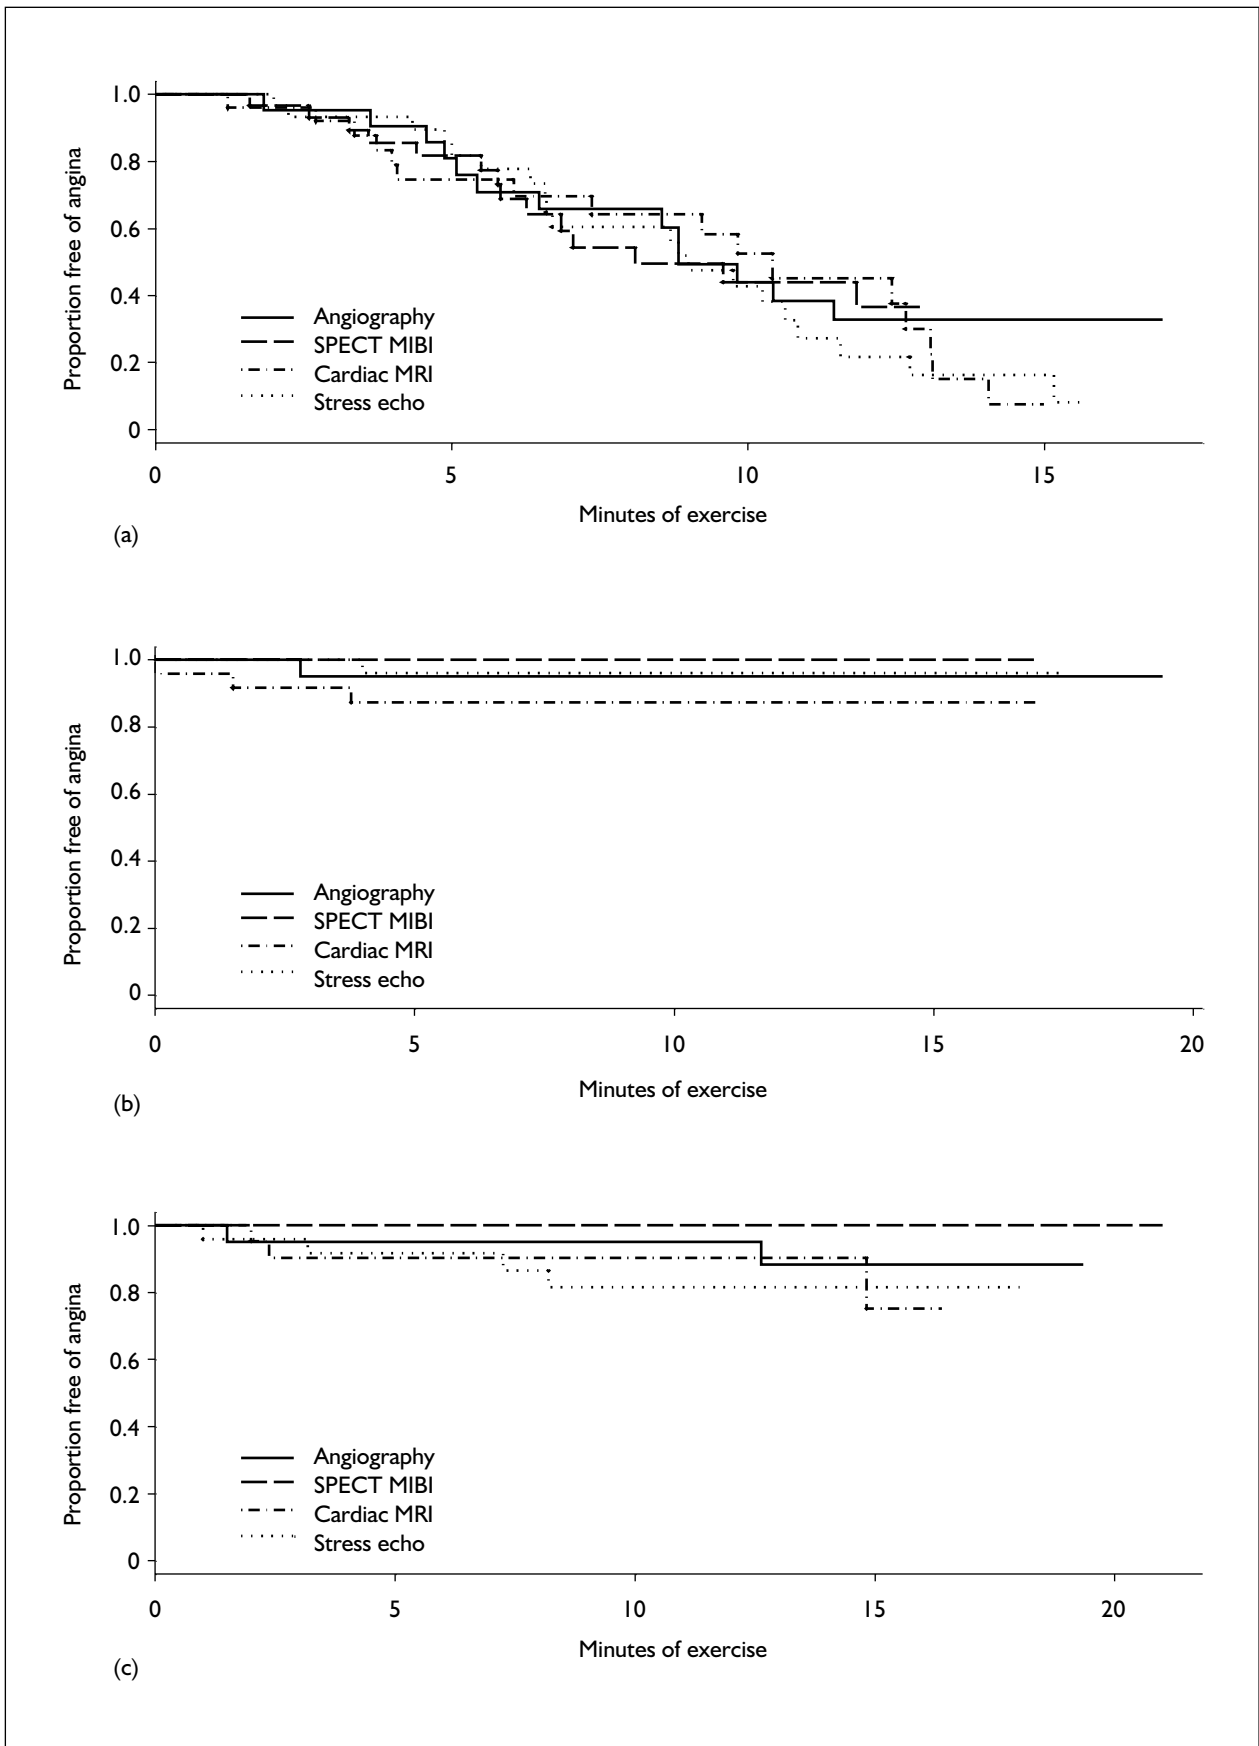 1.0
0.8
0.6
0.4
0.2
0
Proportion free of angina
Angiography
SPECT MIBI
Cardiac MRI
Stress echo
0 5 10 15
Minutes of exercise
(a)
1.0
0.8
0.6
0.4
0.2
0
Proportion free of angina
Angiography
SPECT MIBI
Cardiac MRI
Stress echo
0 5 10 15 20
Minutes of exercise
(b)
1.0
0.8
0.6
0.4
0.2
0
Proportion free of angina
Angiography
SPECT MIBI
Cardiac MRI
Stress echo
0 5 10 15 20
Minutes of exercise
(c)